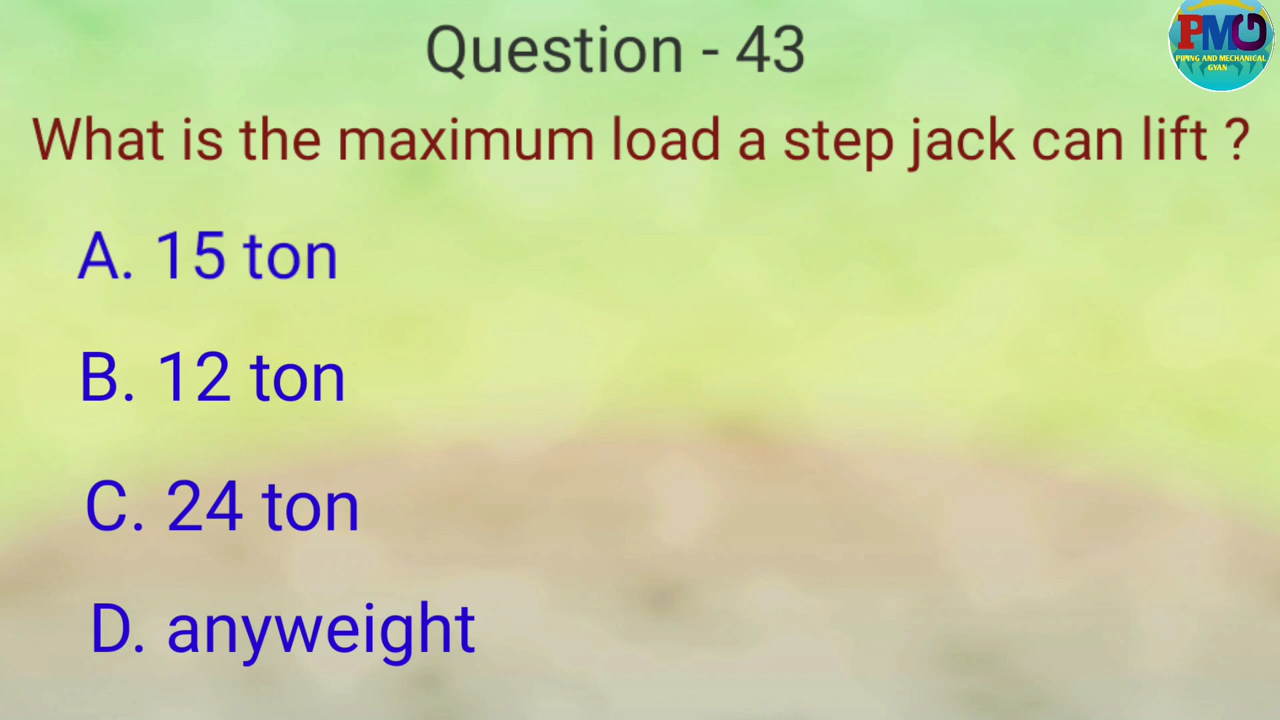 Question - 43
PMG
PIPING AND MECHANICAL
GYAN
What is the maximum load a step jack can lift ?
A. 15 ton
B. 12 ton
C. 24 ton
D. anyweight